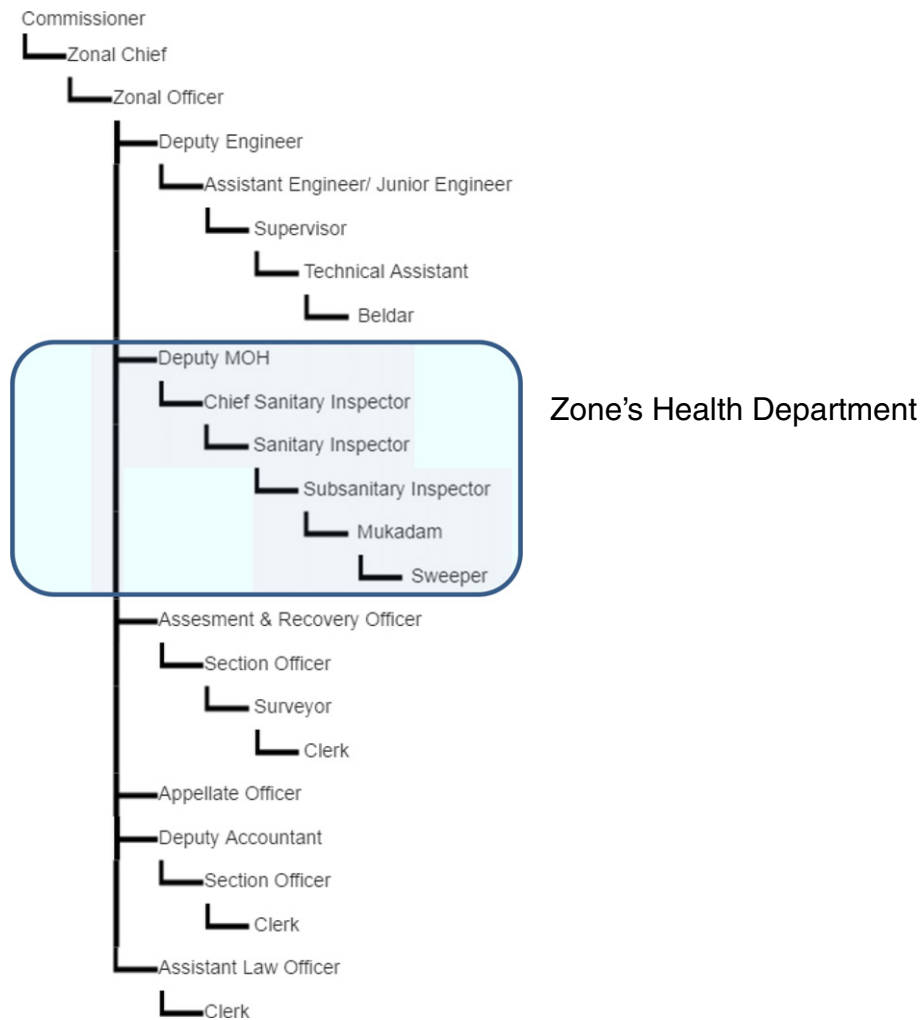 Commissioner
Zonal Chief
Zonal Officer
Deputy Engineer
Assistant Engineer/ Junior Engineer
Supervisor
Technical Assistant
Beldar
Deputy MOH
Chief Sanitary Inspector
Zone's Health Department
Sanitary Inspector
Subsanitary Inspector
Mukadam
Sweeper
Assesment & Recovery Officer
Section Officer
Surveyor
Clerk
Appellate Officer
Deputy Accountant
Section Officer
Clerk
Assistant Law Officer
Clerk